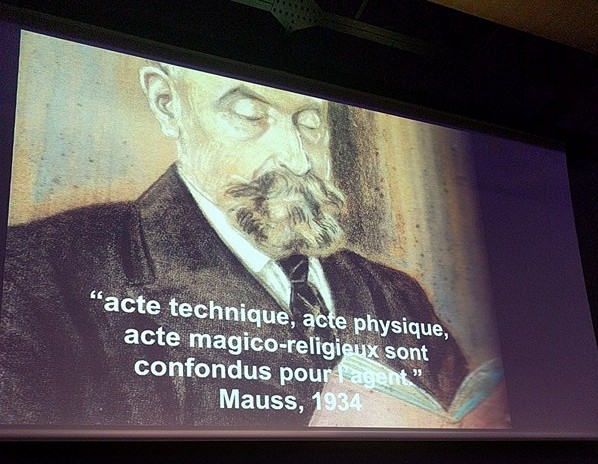 “acte technique, acte physique,
acte magico-religieux sont
confondus pour l'agent.”
Mauss, 1934